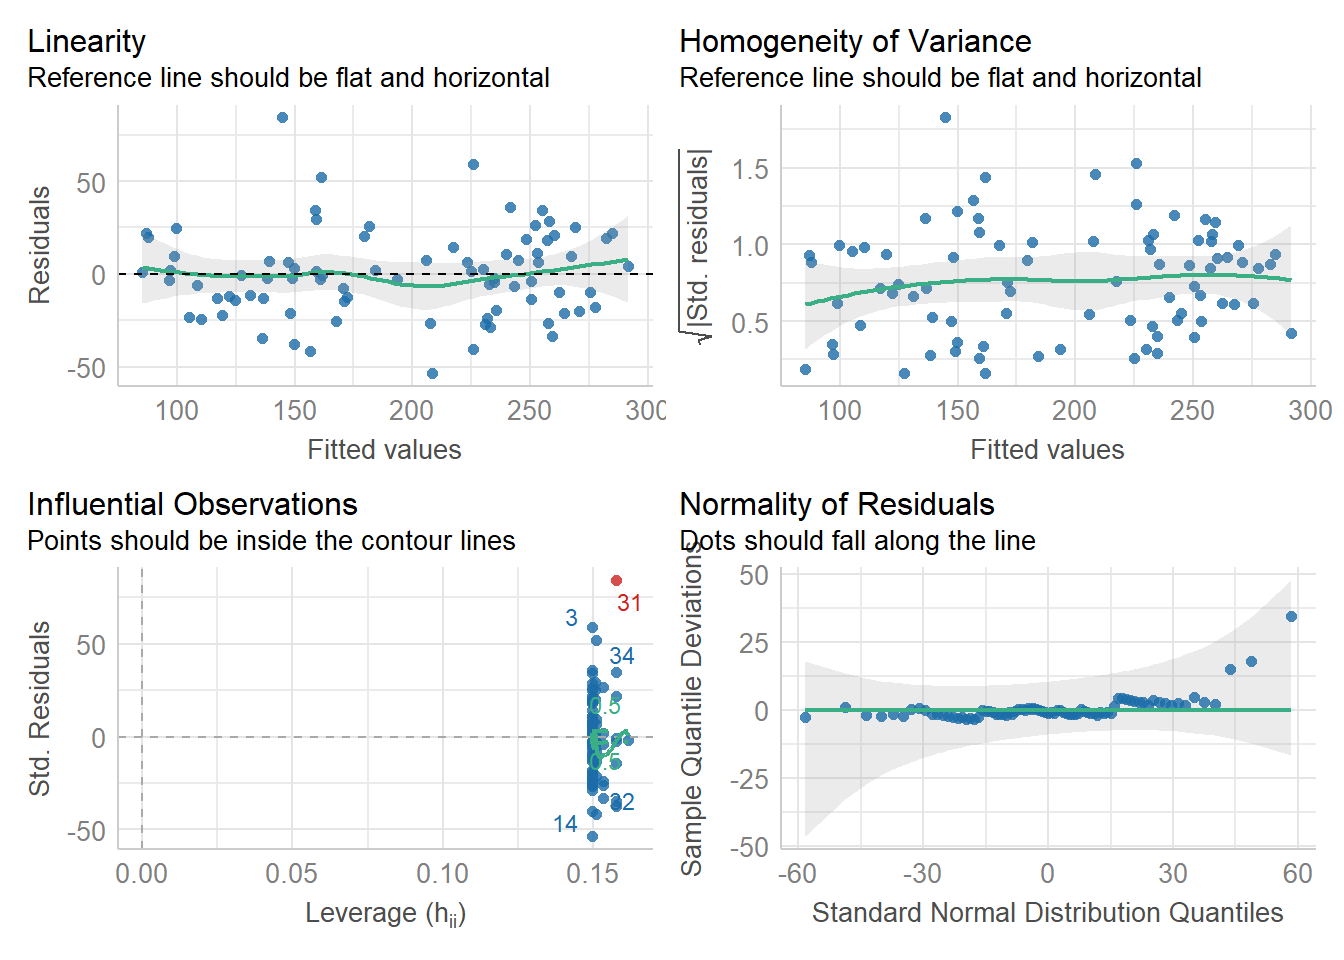 Linearity
Reference line should be flat and horizontal
Residuals
50
0
-50
100
150
200
250
300
Fitted values
Homogeneity of Variance
Reference line should be flat and horizontal
√|Std. residuals|
1.5
1.0
0.5
100
150
200
250
300
Fitted values
Influential Observations
Points should be inside the contour lines
Std. Residuals
50
0
-50
31
3
34
0.5
0.5
32
14
0.00
0.05
0.10
0.15
Leverage (hii)
Normality of Residuals
Dots should fall along the line
Sample Quantile Deviations
50
25
0
-25
-50
-60
-30
0
30
60
Standard Normal Distribution Quantiles